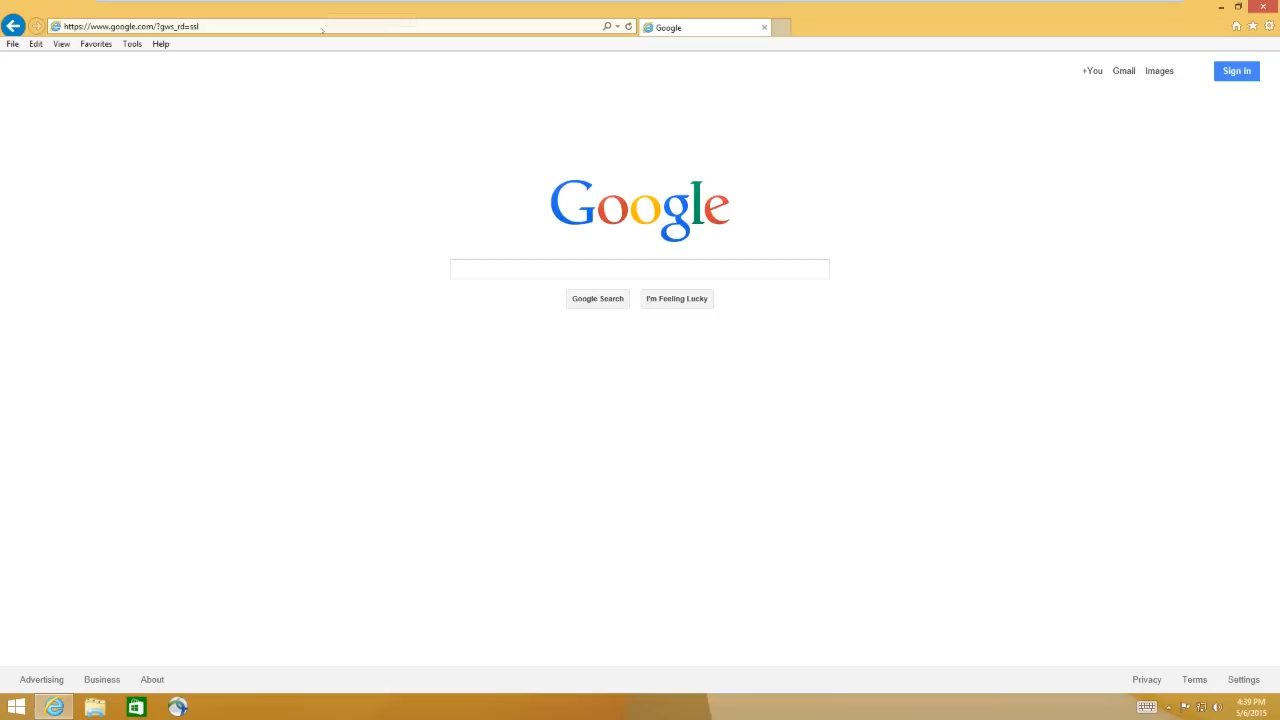 https://www.google.com/?gws_rd=ssl
Google
File Edit View Favorites Tools Help
+You Gmail Images Sign in
Google
Google Search I'm Feeling Lucky
Advertising Business About Privacy Terms Settings
4:39 PM
5/6/2015